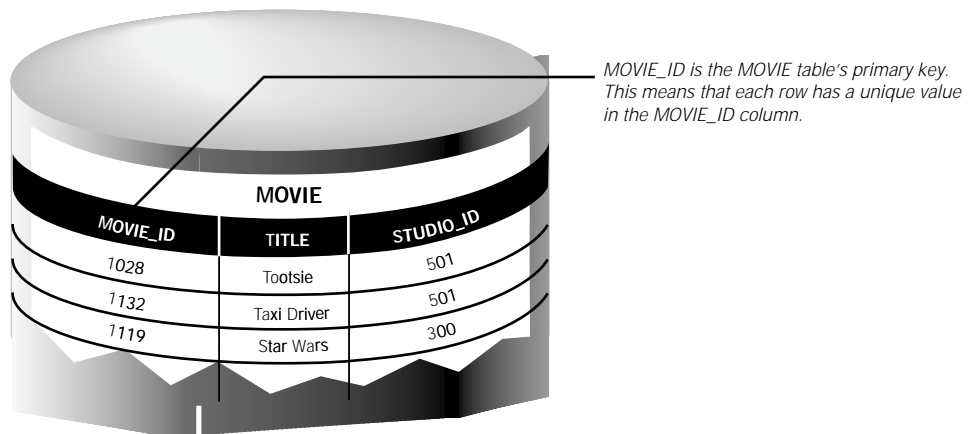 MOVIE_ID is the MOVIE table's primary key.
This means that each row has a unique value
in the MOVIE_ID column.
MOVIE
MOVIE_ID TITLE STUDIO_ID
1028 Tootsie 501
1132 Taxi Driver 501
1119 Star Wars 300